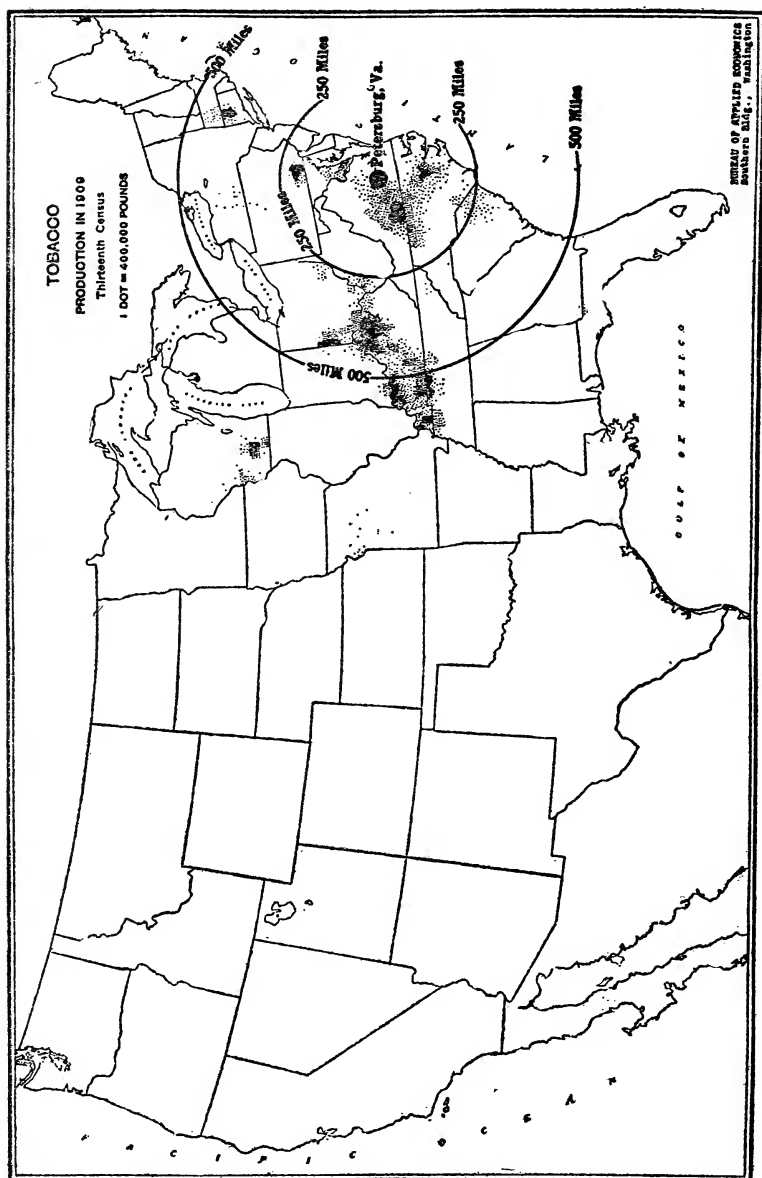 TOBACCO
PRODUCTION IN 1909
Thirteenth Census
1 DOT = 400,000 POUNDS
500 Miles
250 Miles
250 Miles
Petersburg, Va.
250 Miles
500 Miles
500 Miles
GULF OF MEXICO
PACIFIC OCEAN
BUREAU OF APPLIED ECONOMICS
Southern Bldg., Washington